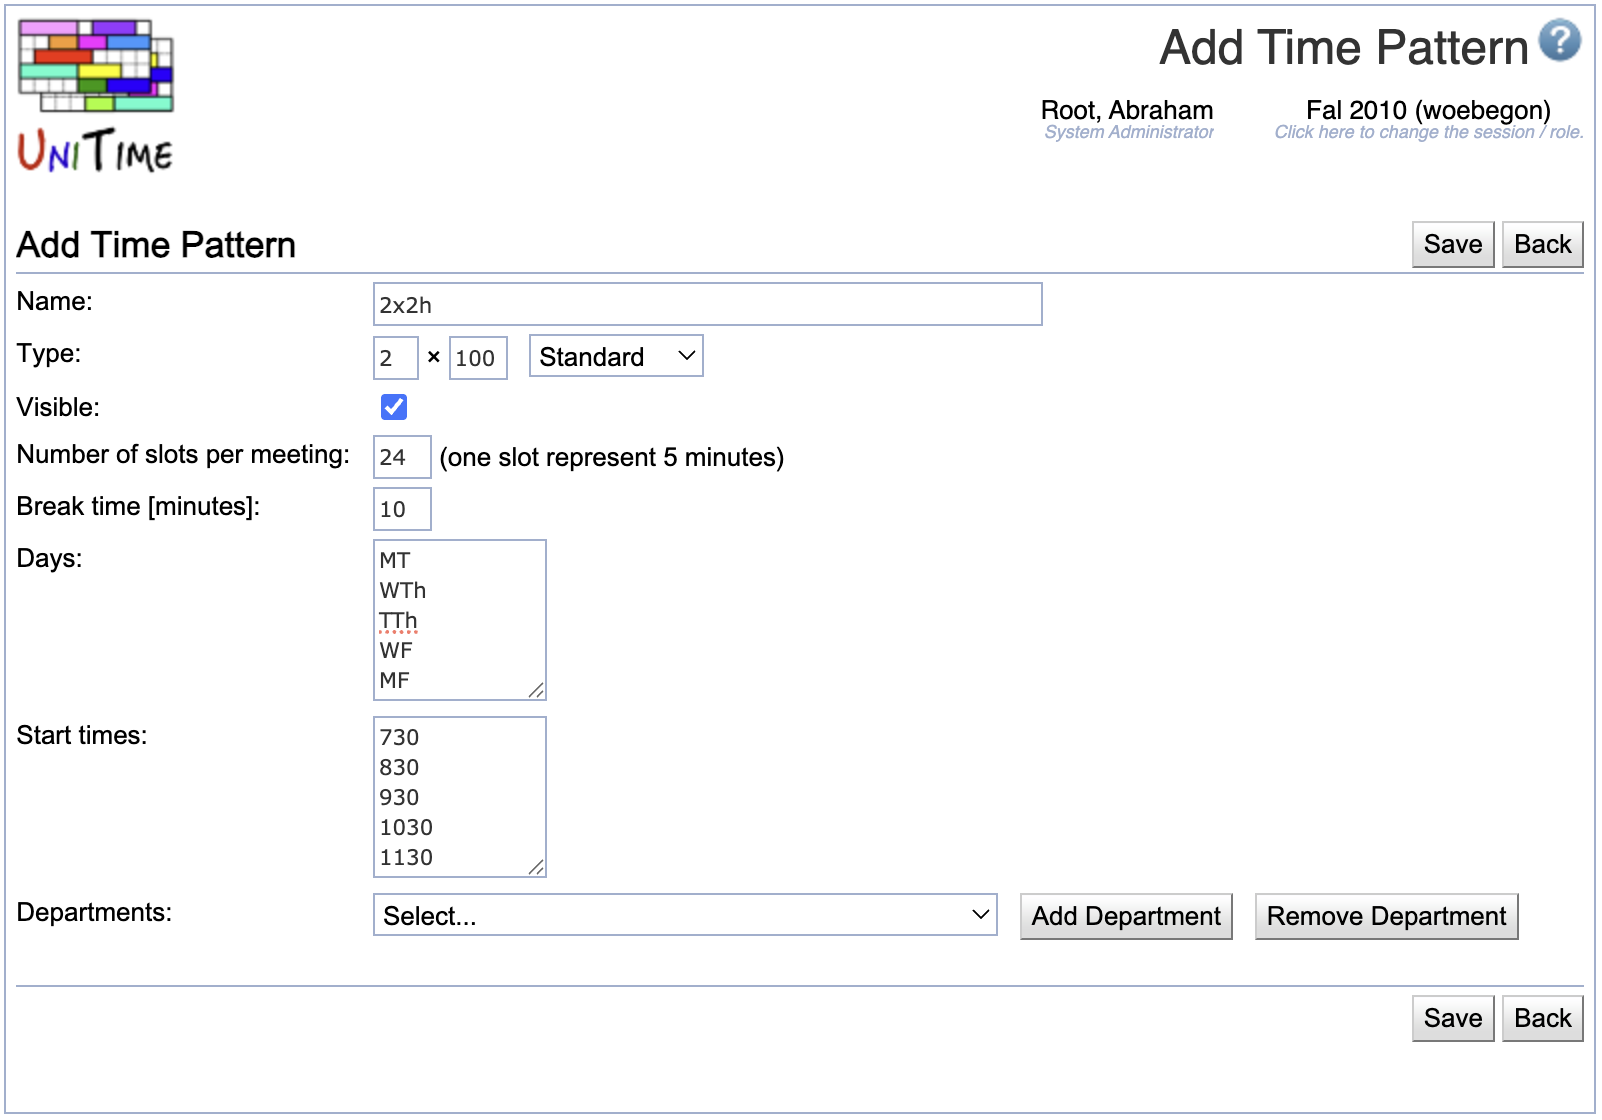 Add Time Pattern ?
Root, Abraham
Fal 2010 (woebegon)
System Administrator
Click here to change the session / role.
UNITIME
Add Time Pattern
Save
Back
Name:
2x2h
Type:
2 × 100 Standard
Visible:
Number of slots per meeting:
24 (one slot represent 5 minutes)
Break time [minutes]:
10
Days:
MT
WTh
TTh
WF
MF
Start times:
730
830
930
1030
1130
Departments:
Select...
Add Department
Remove Department
Save
Back